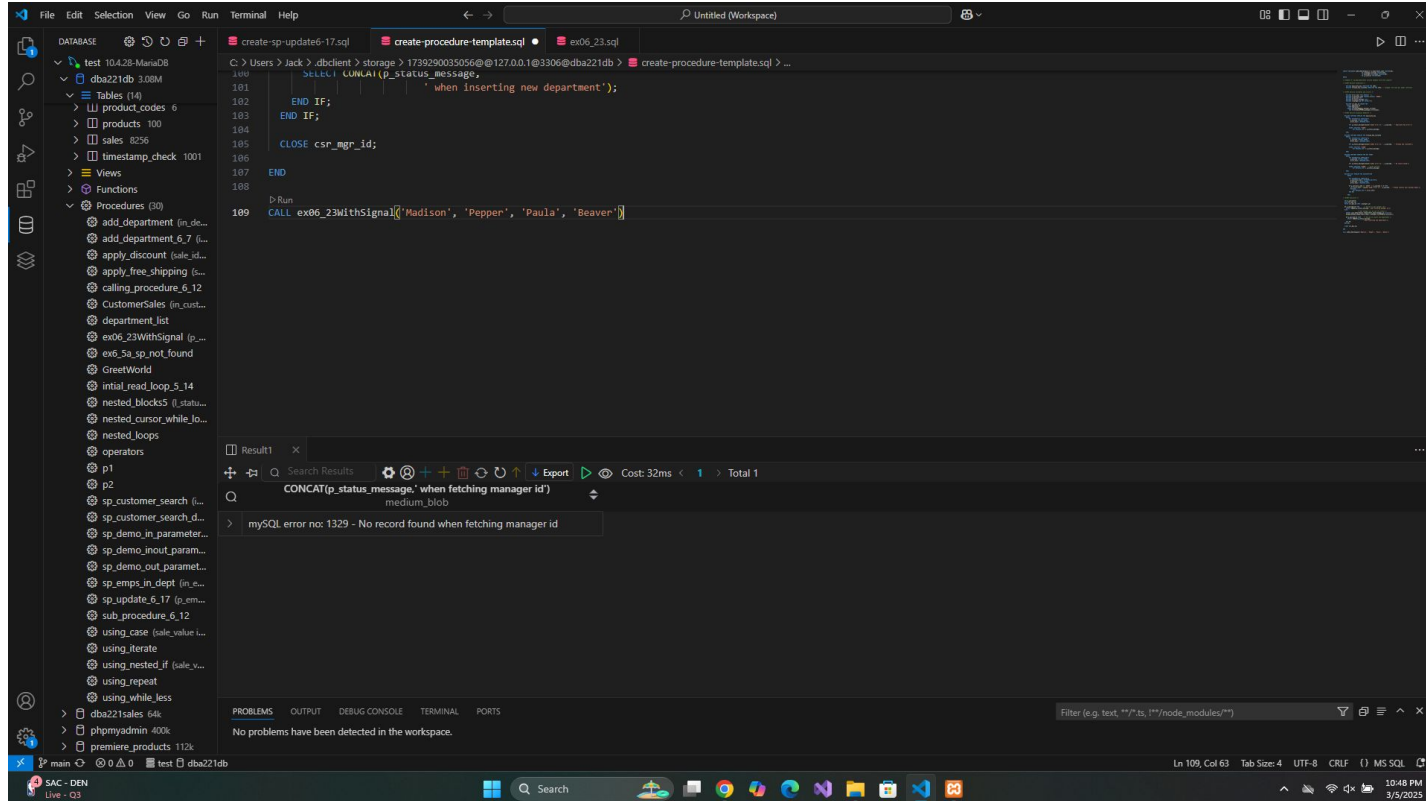 File Edit Selection View Go Run Terminal Help
Untitled (Workspace)
DATABASE
create-sp-update6-17.sql
create-procedure-template.sql
ex06_23.sql
C: > Users > Jack > .dbclient > storage > 1739290035056@@127.0.0.1@3306@dba221db > create-procedure-template.sql > ...
test 10.4.28-MariaDB
dba221db 3.08M
Tables (14)
product_codes 6
products 100
sales 8256
timestamp_check 1001
Views
Functions
Procedures (30)
add_department (in_de...
add_department_6_7 (i...
apply_discount (sale_id...
apply_free_shipping (s...
calling_procedure_6_12
CustomerSales (in_cust...
department_list
ex06_23WithSignal (p_...
ex6_5a_sp_not_found
GreetWorld
intial_read_loop_5_14
nested_blocks5 (l_statu...
nested_cursor_while_lo...
nested_loops
operators
p1
p2
sp_customer_search (i...
sp_customer_search_d...
sp_demo_in_parameter...
sp_demo_inout_param...
sp_demo_out_paramet...
sp_emps_in_dept (in_e...
sp_update_6_17 (p_em...
sub_procedure_6_12
using_case (sale_value i...
using_iterate
using_nested_if (sale_v...
using_repeat
using_while_less
dba221sales 64k
phpmyadmin 400k
premiere_products 112k
100 SELECT CONCAT(p_status_message,
101 ' when inserting new department');
102 END IF;
103 END IF;
104
105 CLOSE csr_mgr_id;
106
107 END
108
Run
109 CALL ex06_23WithSignal('Madison', 'Pepper', 'Paula', 'Beaver')
Result1
Search Results
Export
Cost: 32ms < 1 > Total 1
CONCAT(p_status_message,' when fetching manager id')
medium_blob
mySQL error no: 1329 - No record found when fetching manager id
PROBLEMS OUTPUT DEBUG CONSOLE TERMINAL PORTS
Filter (e.g. text, **/*.ts, !**/node_modules/**)
No problems have been detected in the workspace.
main 0 0 test dba221db
Ln 109, Col 63 Tab Size: 4 UTF-8 CRLF {} MS SQL
4
SAC - DEN
Live - Q3
Search
10:48 PM
3/5/2025